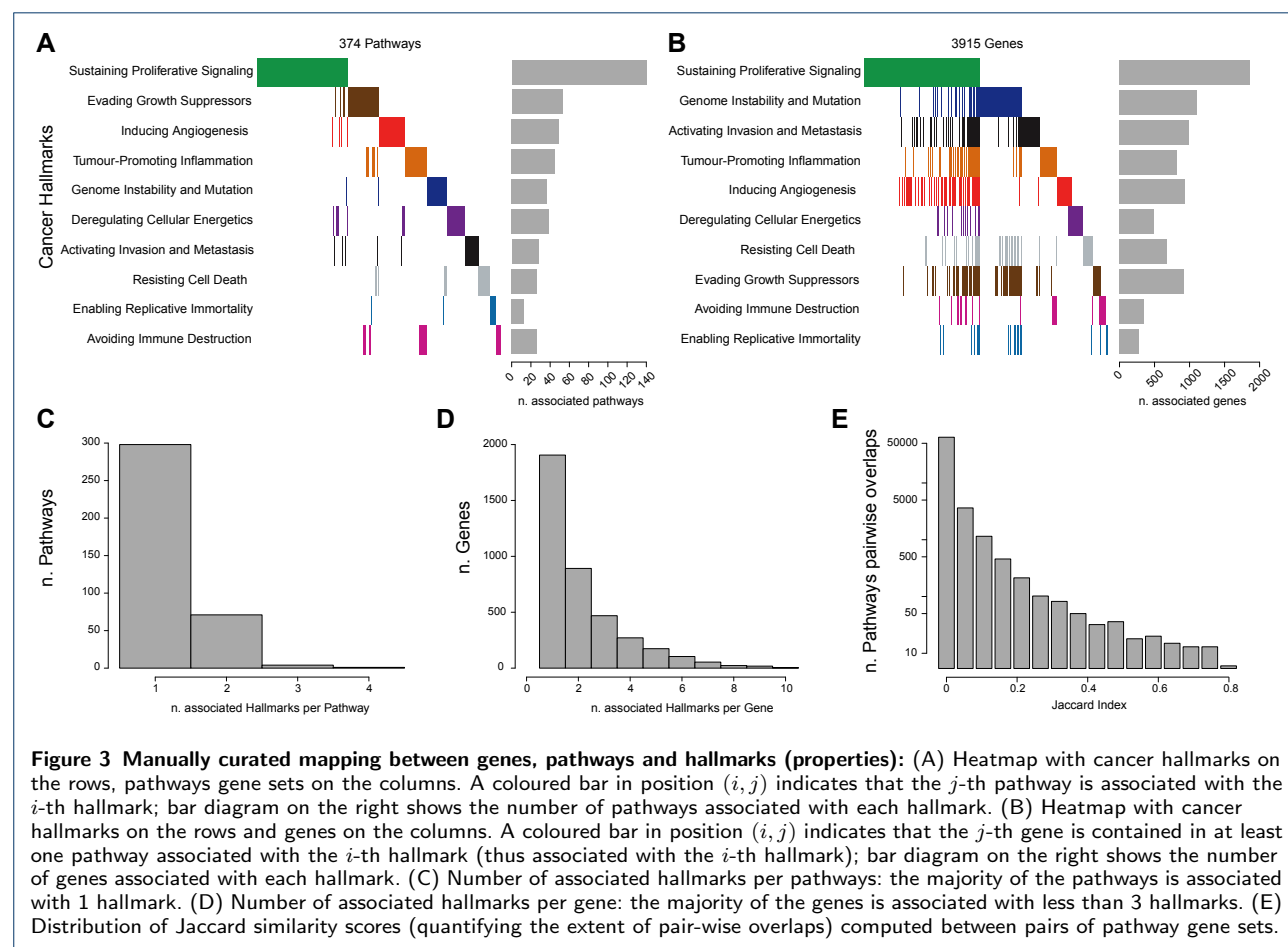 A
374 Pathways
Cancer Hallmarks
Sustaining Proliferative Signaling
Evading Growth Suppressors
Inducing Angiogenesis
Tumour-Promoting Inflammation
Genome Instability and Mutation
Deregulating Cellular Energetics
Activating Invasion and Metastasis
Resisting Cell Death
Enabling Replicative Immortality
Avoiding Immune Destruction
0 20 40 60 80 100 120 140
n. associated pathways
B
3915 Genes
Sustaining Proliferative Signaling
Genome Instability and Mutation
Activating Invasion and Metastasis
Tumour-Promoting Inflammation
Inducing Angiogenesis
Deregulating Cellular Energetics
Resisting Cell Death
Evading Growth Suppressors
Avoiding Immune Destruction
Enabling Replicative Immortality
0 500 1000 1500 2000
n. associated genes
C
n. Pathways
300
250
200
150
100
50
0
1 2 3 4
n. associated Hallmarks per Pathway
D
n. Genes
2000
1500
1000
500
0
0 2 4 6 8 10
n. associated Hallmarks per Gene
E
n. Pathways pairwise overlaps
50000
5000
500
50
10
0 0.2 0.4 0.6 0.8
Jaccard Index
Figure 3 Manually curated mapping between genes, pathways and hallmarks (properties): (A) Heatmap with cancer hallmarks on
the rows, pathways gene sets on the columns. A coloured bar in position (i, j) indicates that the j-th pathway is associated with the
i-th hallmark; bar diagram on the right shows the number of pathways associated with each hallmark. (B) Heatmap with cancer
hallmarks on the rows and genes on the columns. A coloured bar in position (i, j) indicates that the j-th gene is contained in at least
one pathway associated with the i-th hallmark (thus associated with the i-th hallmark); bar diagram on the right shows the number
of genes associated with each hallmark. (C) Number of associated hallmarks per pathways: the majority of the pathways is associated
with 1 hallmark. (D) Number of associated hallmarks per gene: the majority of the genes is associated with less than 3 hallmarks. (E)
Distribution of Jaccard similarity scores (quantifying the extent of pair-wise overlaps) computed between pairs of pathway gene sets.